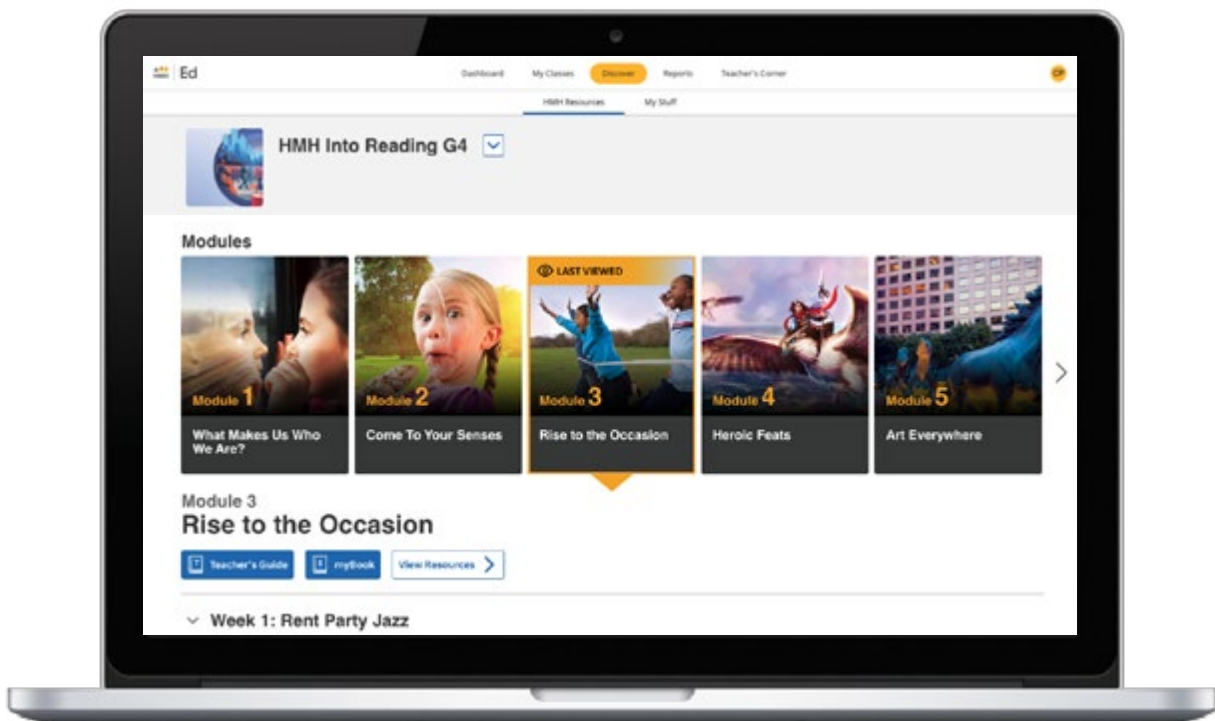 Ed
Dashboard
My Classes
Discover
Reports
Teacher's Corner
CP
HMH Resources
My Stuff
HMH Into Reading G4
Modules
LAST VIEWED
Module 1
Module 2
Module 3
Module 4
Module 5
What Makes Us Who
We Are?
Come To Your Senses
Rise to the Occasion
Heroic Feats
Art Everywhere
Module 3
Rise to the Occasion
Teacher's Guide
myBook
View Resources
Week 1: Rent Party Jazz